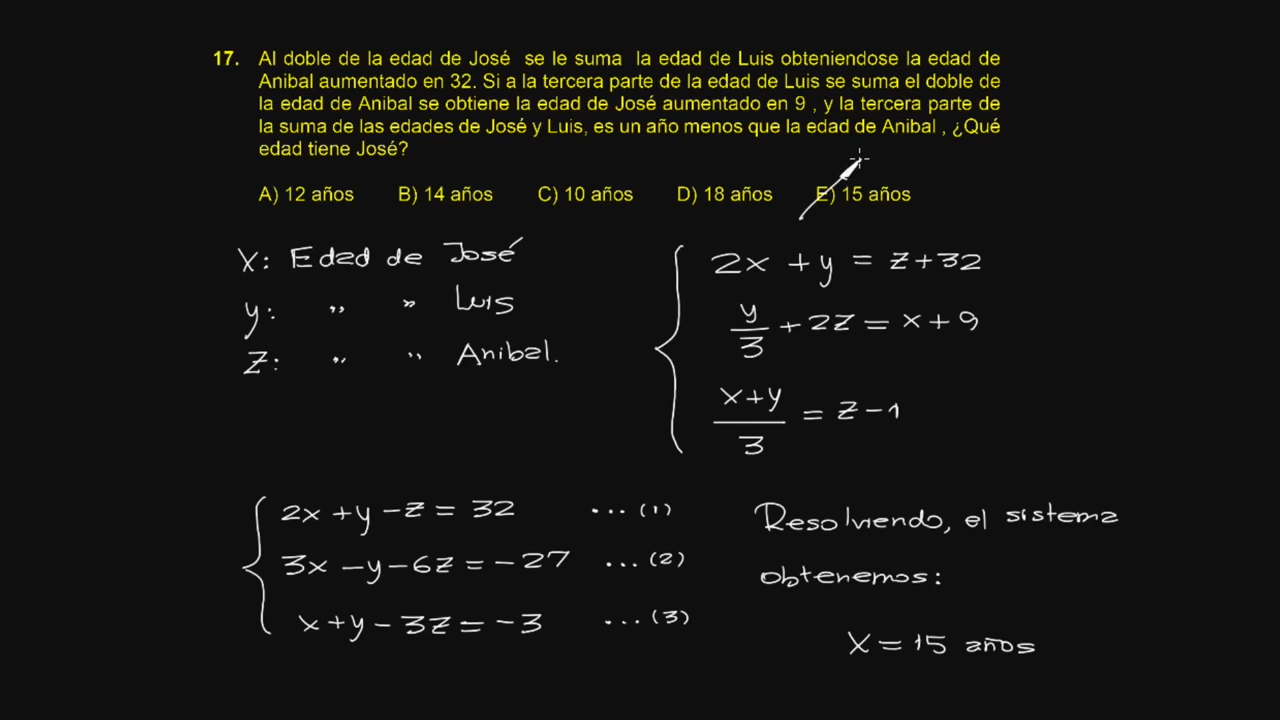 17. Al doble de la edad de José se le suma la edad de Luis obteniendose la edad de
Anibal aumentado en 32. Si a la tercera parte de la edad de Luis se suma el doble de
la edad de Anibal se obtiene la edad de José aumentado en 9 , y la tercera parte de
la suma de las edades de José y Luis, es un año menos que la edad de Anibal , ¿Qué
edad tiene José?
A) 12 años B) 14 años C) 10 años D) 18 años E) 15 años
X: Edad de José
y: " " Luis
Z: " " Anibal.
2x + y = z + 32
y/3 + 2z = x + 9
x+y/3 = z - 1
2x + y - z = 32 ... (1)
3x - y - 6z = - 27 ... (2)
x + y - 3z = - 3 ... (3)
Resolviendo, el sistema
obtenemos:
X = 15 años